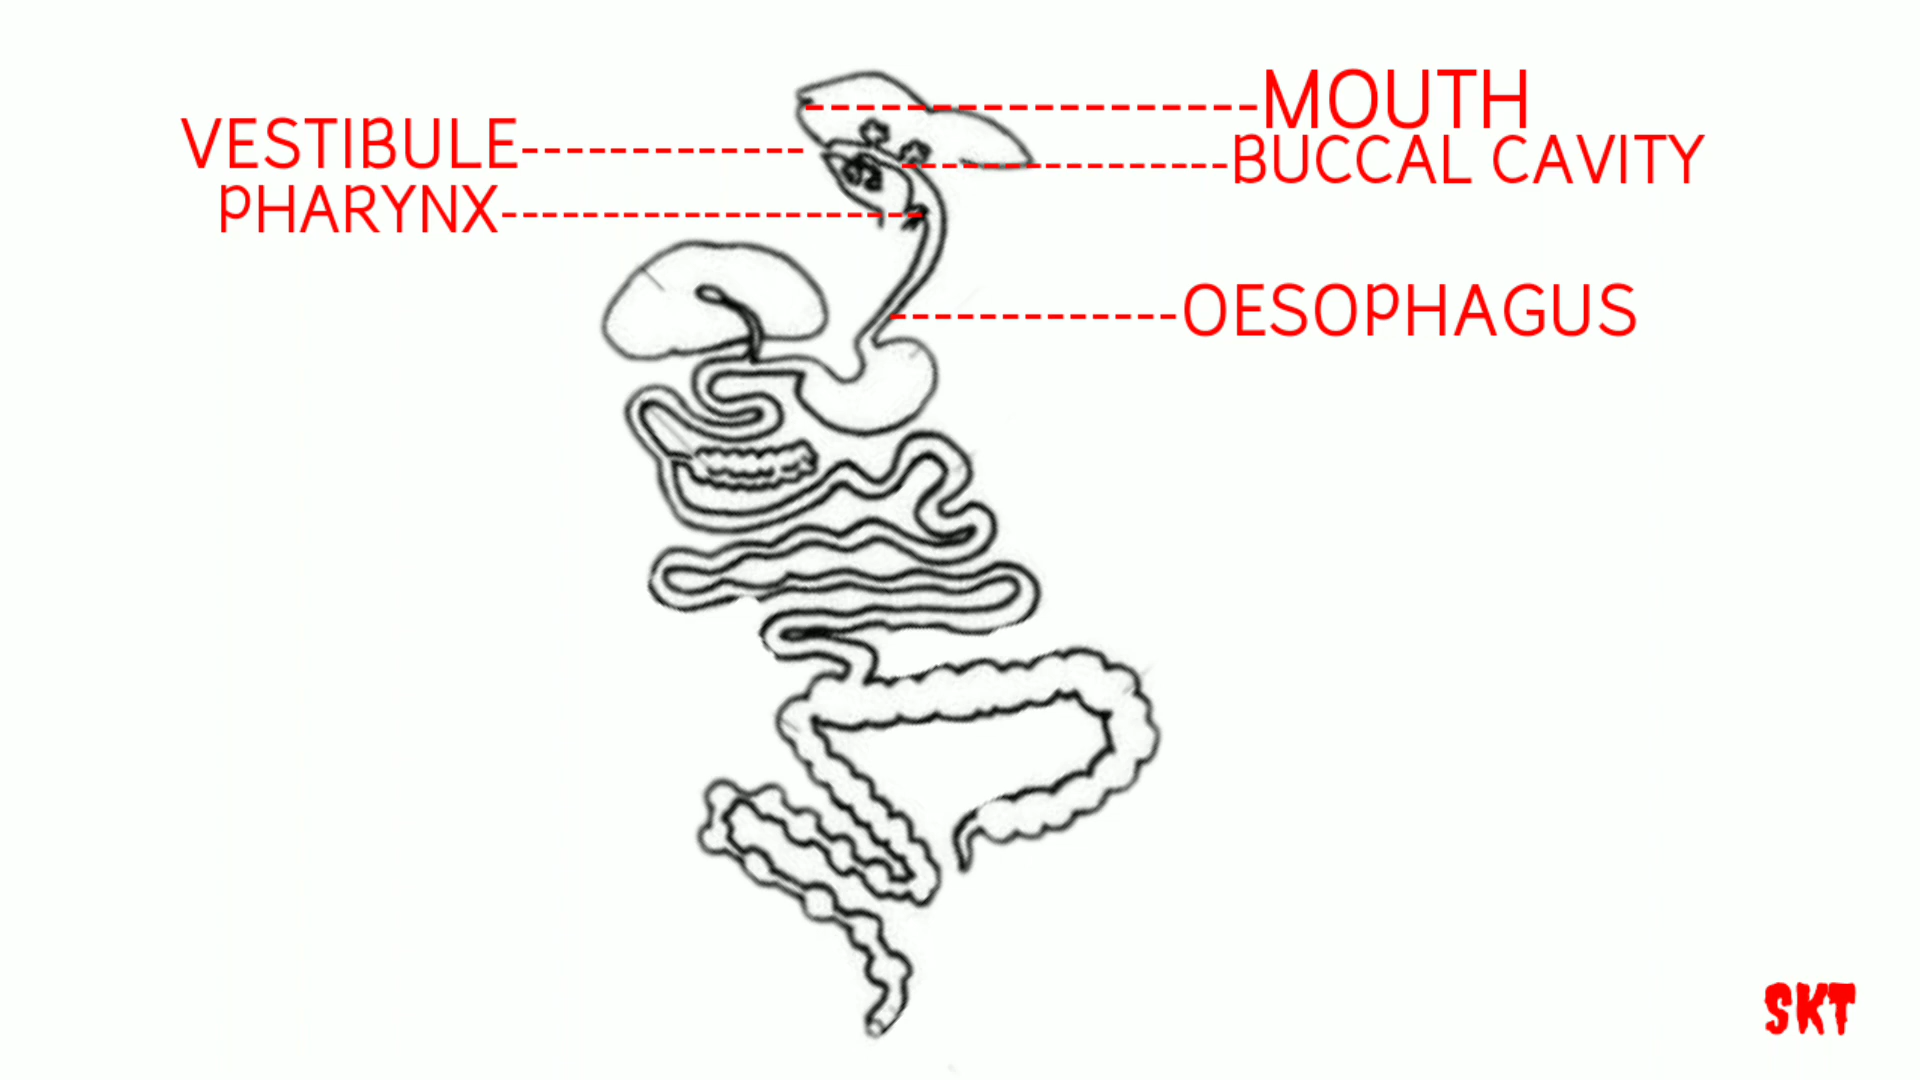 MOUTH
VESTIBULE
BUCCAL CAVITY
PHARYNX
OESOPHAGUS
SKT